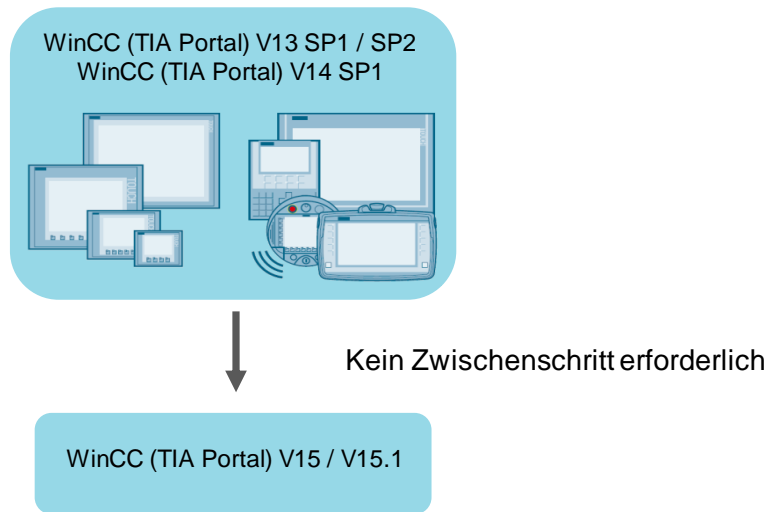 WinCC (TIA Portal) V13 SP1 / SP2
WinCC (TIA Portal) V14 SP1
Kein Zwischenschritt erforderlich
WinCC (TIA Portal) V15 / V15.1